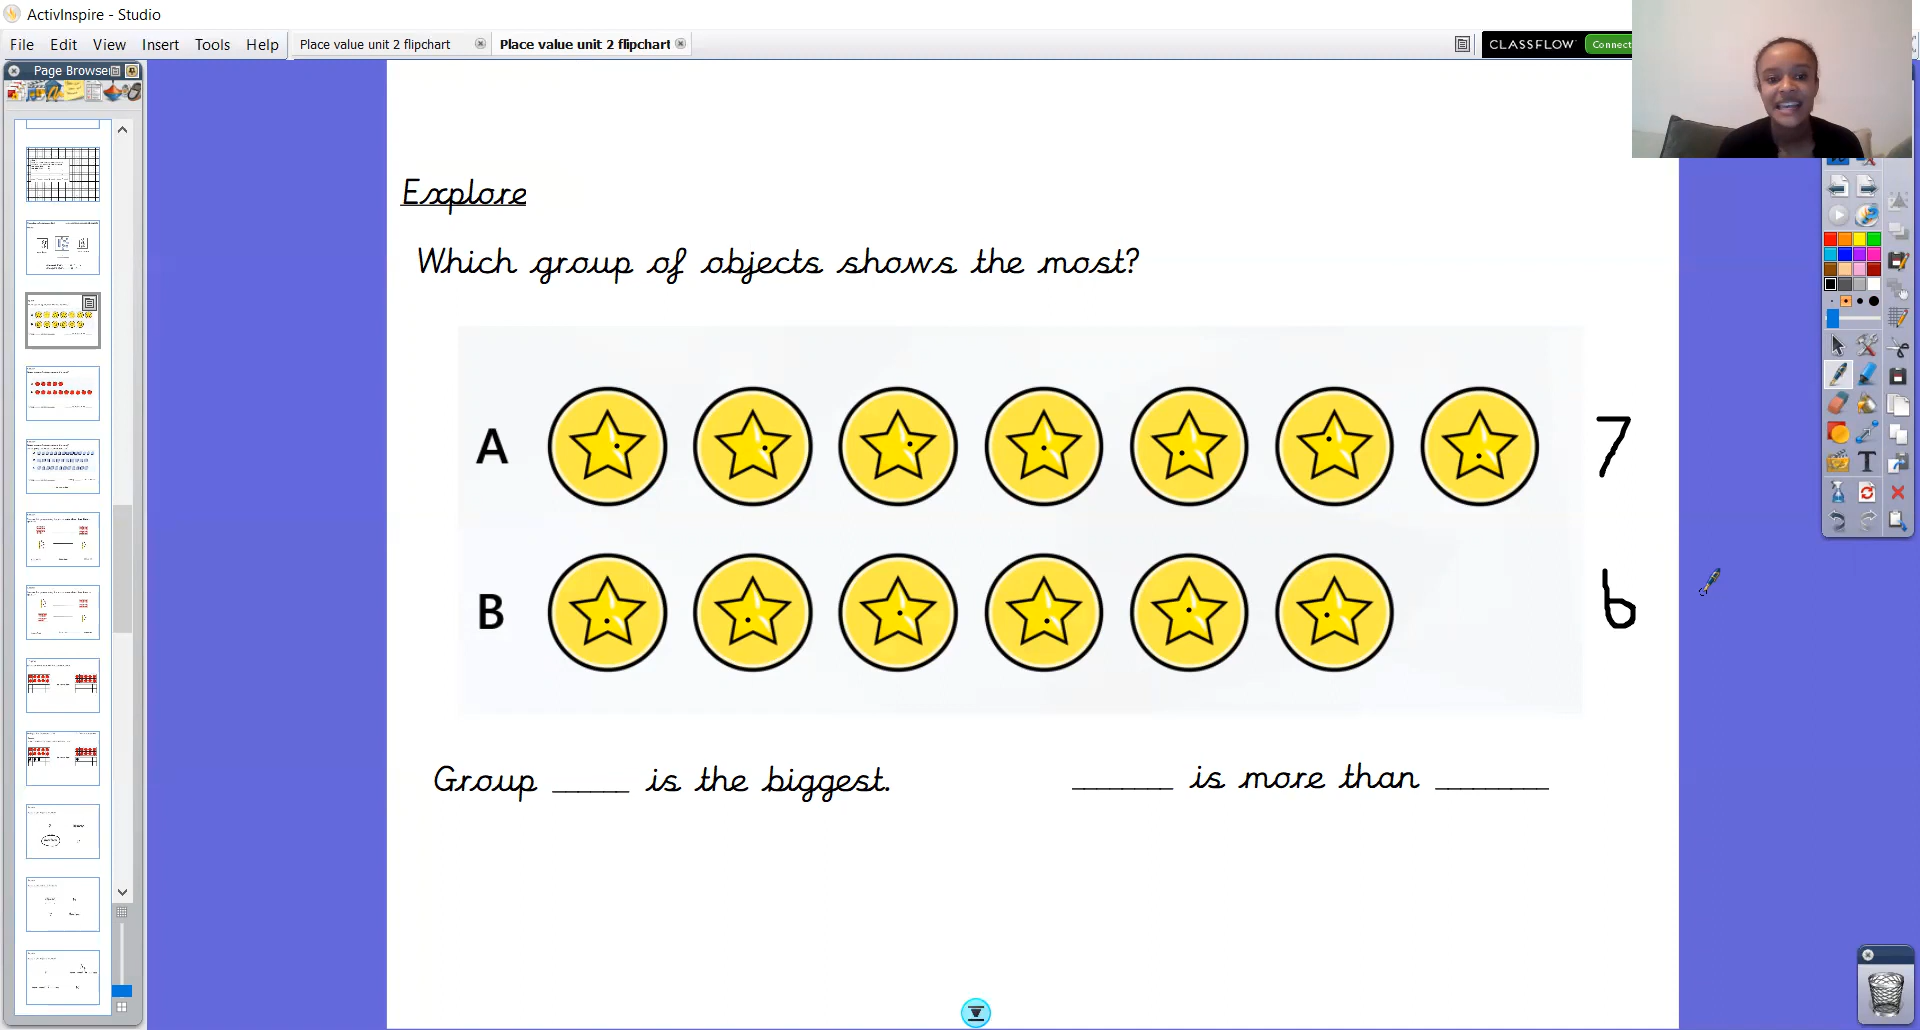 ActivInspire - Studio
File Edit View Insert Tools Help
Place value unit 2 flipchart
Place value unit 2 flipchart
CLASSFLOW Connect
Page Browser
Explore
Which group of objects shows the most?
A 7
B 6
Group _____ is the biggest.
________ is more than ________